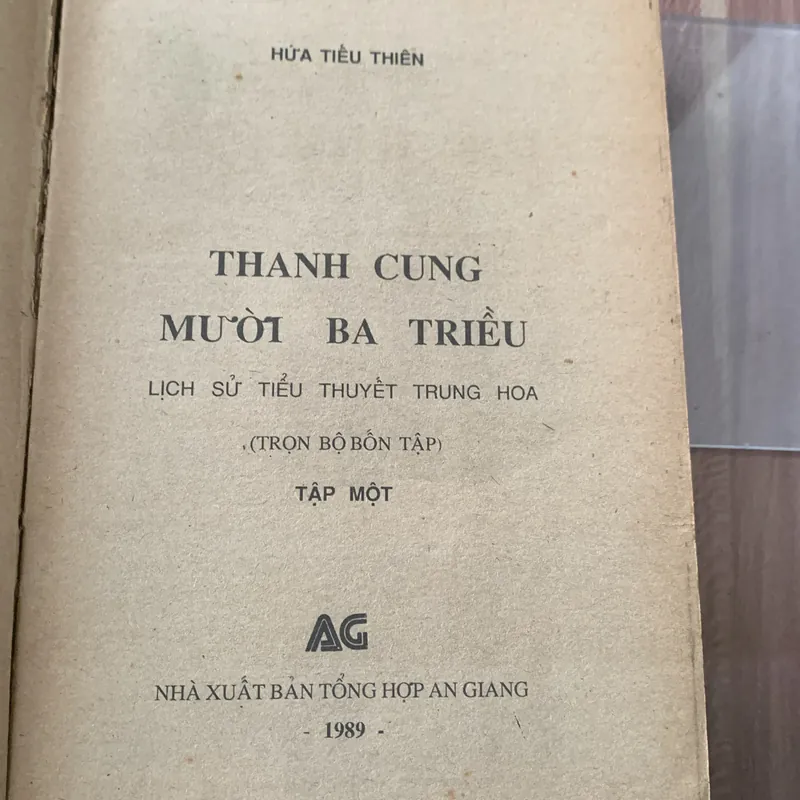 HỨA TIỀU THIÊN
THANH CUNG
MƯỜI BA TRIỀU
LỊCH SỬ TIỂU THUYẾT TRUNG HOA
(TRỌN BỘ BỐN TẬP)
TẬP MỘT
AG
NHÀ XUẤT BẢN TỔNG HỢP AN GIANG
- 1989 -